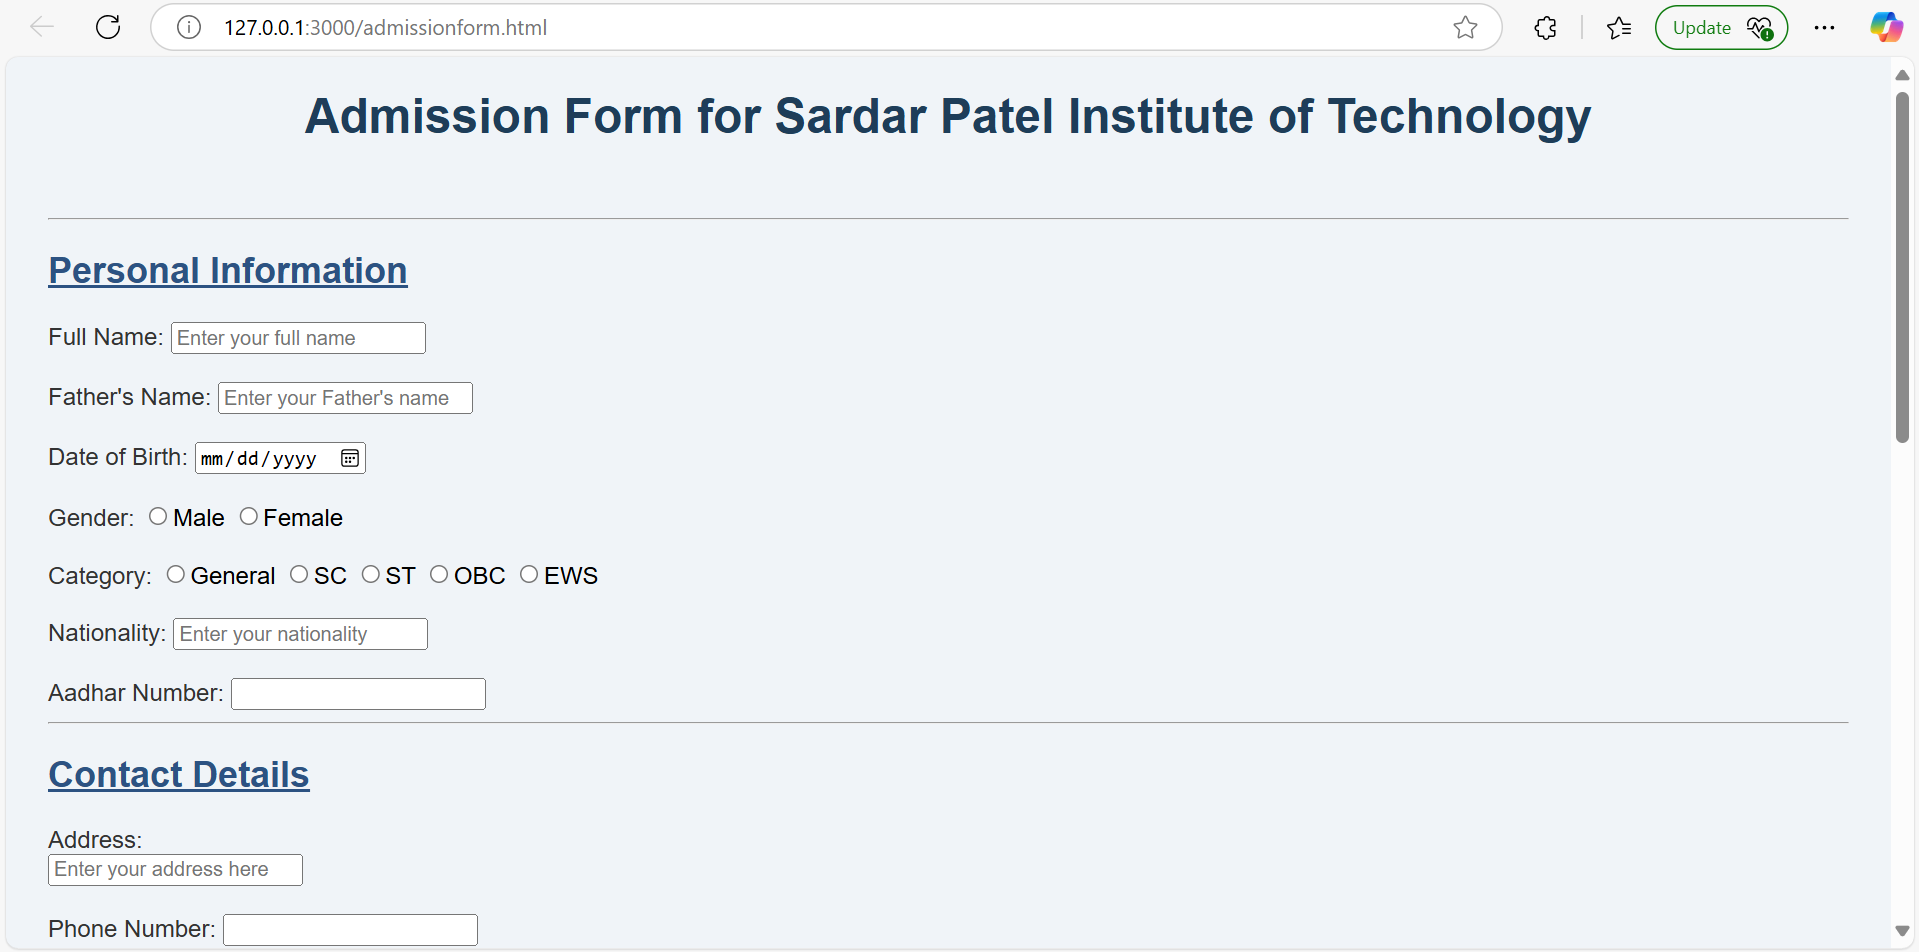 127.0.0.1:3000/admissionform.html
Update
Admission Form for Sardar Patel Institute of Technology
Personal Information
Full Name: Enter your full name
Father's Name: Enter your Father's name
Date of Birth: mm/dd/yyyy
Gender: Male Female
Category: General SC ST OBC EWS
Nationality: Enter your nationality
Aadhar Number:
Contact Details
Address:
Enter your address here
Phone Number: